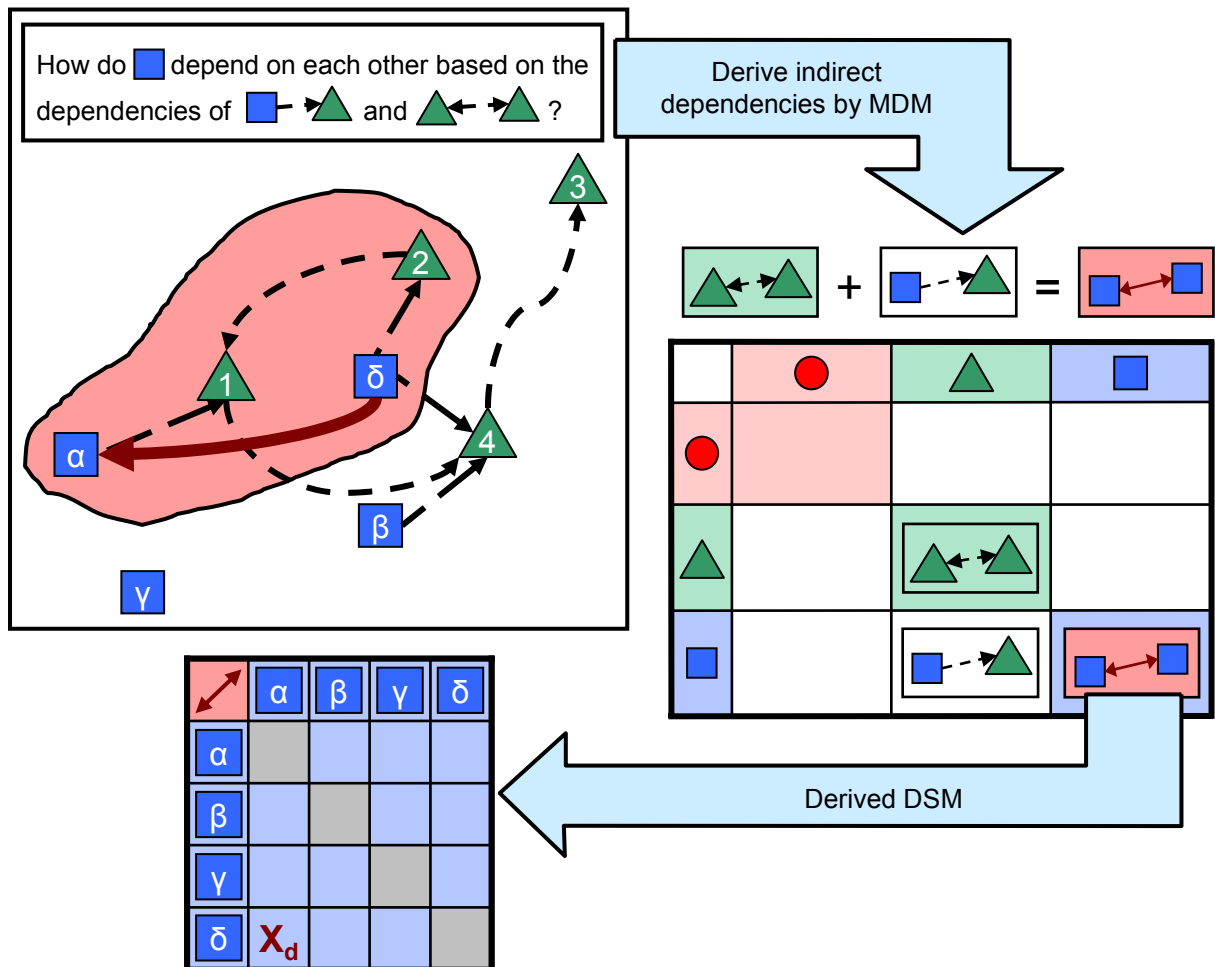 How do depend on each other based on the
dependencies of and ?
Derive indirect
dependencies by MDM
3
2
1
δ
4
α
β
γ
+ =
α β γ δ
α
β
γ
δ X_d
Derived DSM